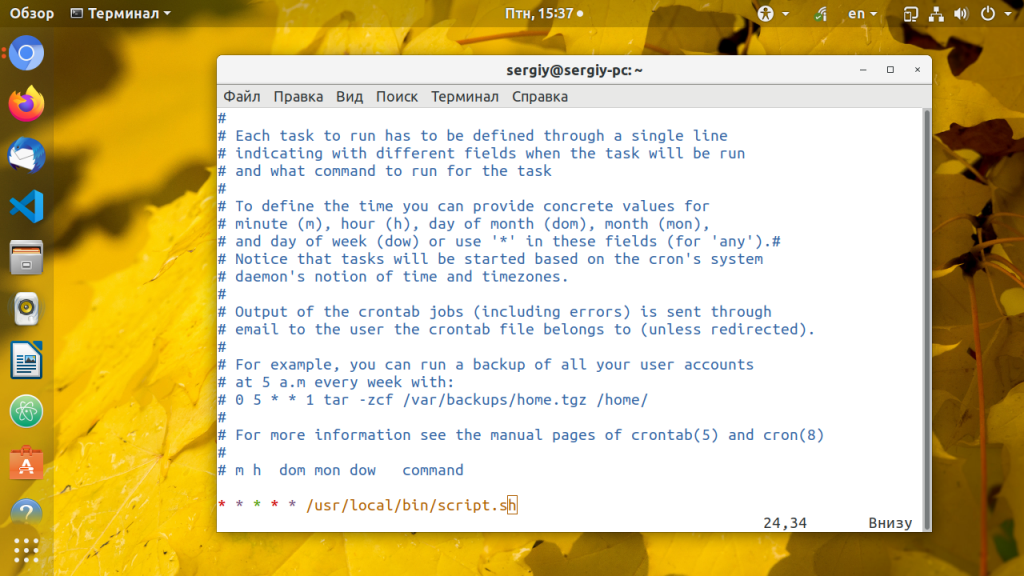 Обзор Терминал Птн, 15:37 en
sergiy@sergiy-pc: ~
Файл Правка Вид Поиск Терминал Справка
#
# Each task to run has to be defined through a single line
# indicating with different fields when the task will be run
# and what command to run for the task
#
# To define the time you can provide concrete values for
# minute (m), hour (h), day of month (dom), month (mon),
# and day of week (dow) or use '*' in these fields (for 'any').#
# Notice that tasks will be started based on the cron's system
# daemon's notion of time and timezones.
#
# Output of the crontab jobs (including errors) is sent through
# email to the user the crontab file belongs to (unless redirected).
#
# For example, you can run a backup of all your user accounts
# at 5 a.m every week with:
# 0 5 * * 1 tar -zcf /var/backups/home.tgz /home/
#
# For more information see the manual pages of crontab(5) and cron(8)
#
# m h  dom mon dow   command
* * * * * /usr/local/bin/script.sh
24,34 Внизу